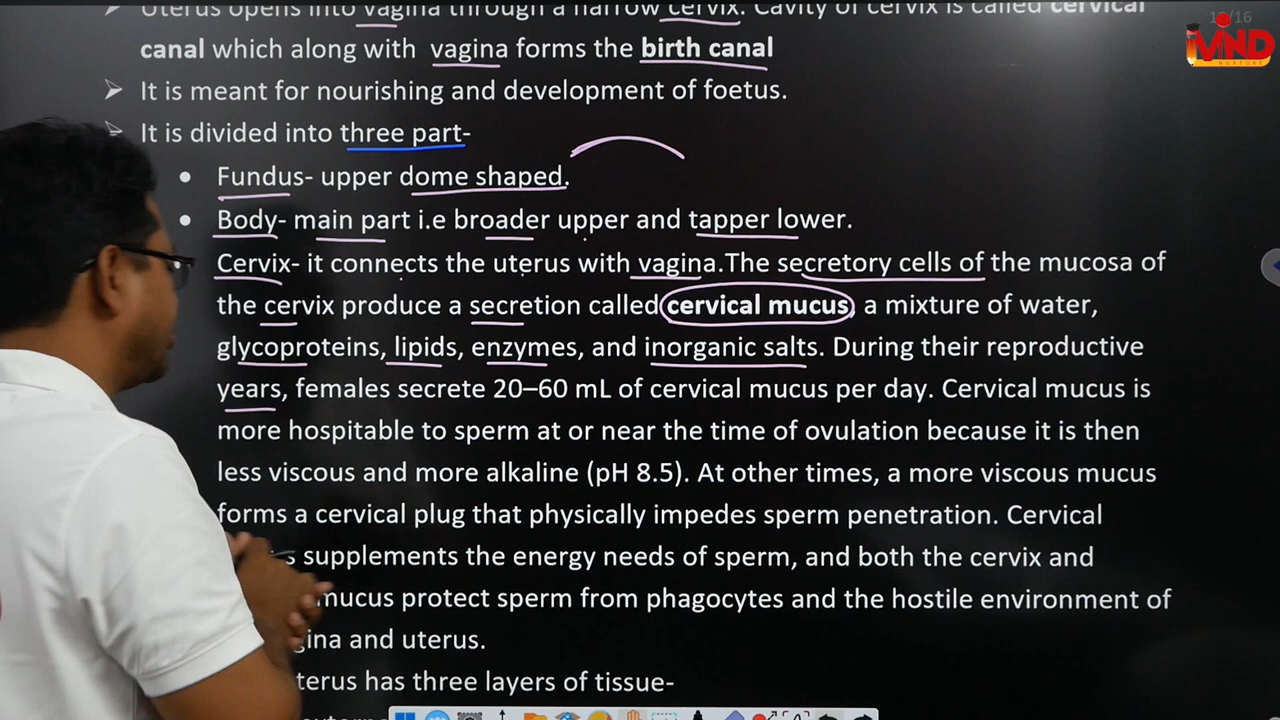 Uterus opens into vagina through a narrow cervix. Cavity of cervix is called cervical
canal which along with vagina forms the birth canal
It is meant for nourishing and development of foetus.
It is divided into three part-
Fundus- upper dome shaped.
Body- main part i.e broader upper and tapper lower.
Cervix- it connects the uterus with vagina.The secretory cells of the mucosa of
the cervix produce a secretion called cervical mucus, a mixture of water,
glycoproteins, lipids, enzymes, and inorganic salts. During their reproductive
years, females secrete 20–60 mL of cervical mucus per day. Cervical mucus is
more hospitable to sperm at or near the time of ovulation because it is then
less viscous and more alkaline (pH 8.5). At other times, a more viscous mucus
forms a cervical plug that physically impedes sperm penetration. Cervical
supplements the energy needs of sperm, and both the cervix and
mucus protect sperm from phagocytes and the hostile environment of
and uterus.
has three layers of tissue-
/16
MIND
NURTURE